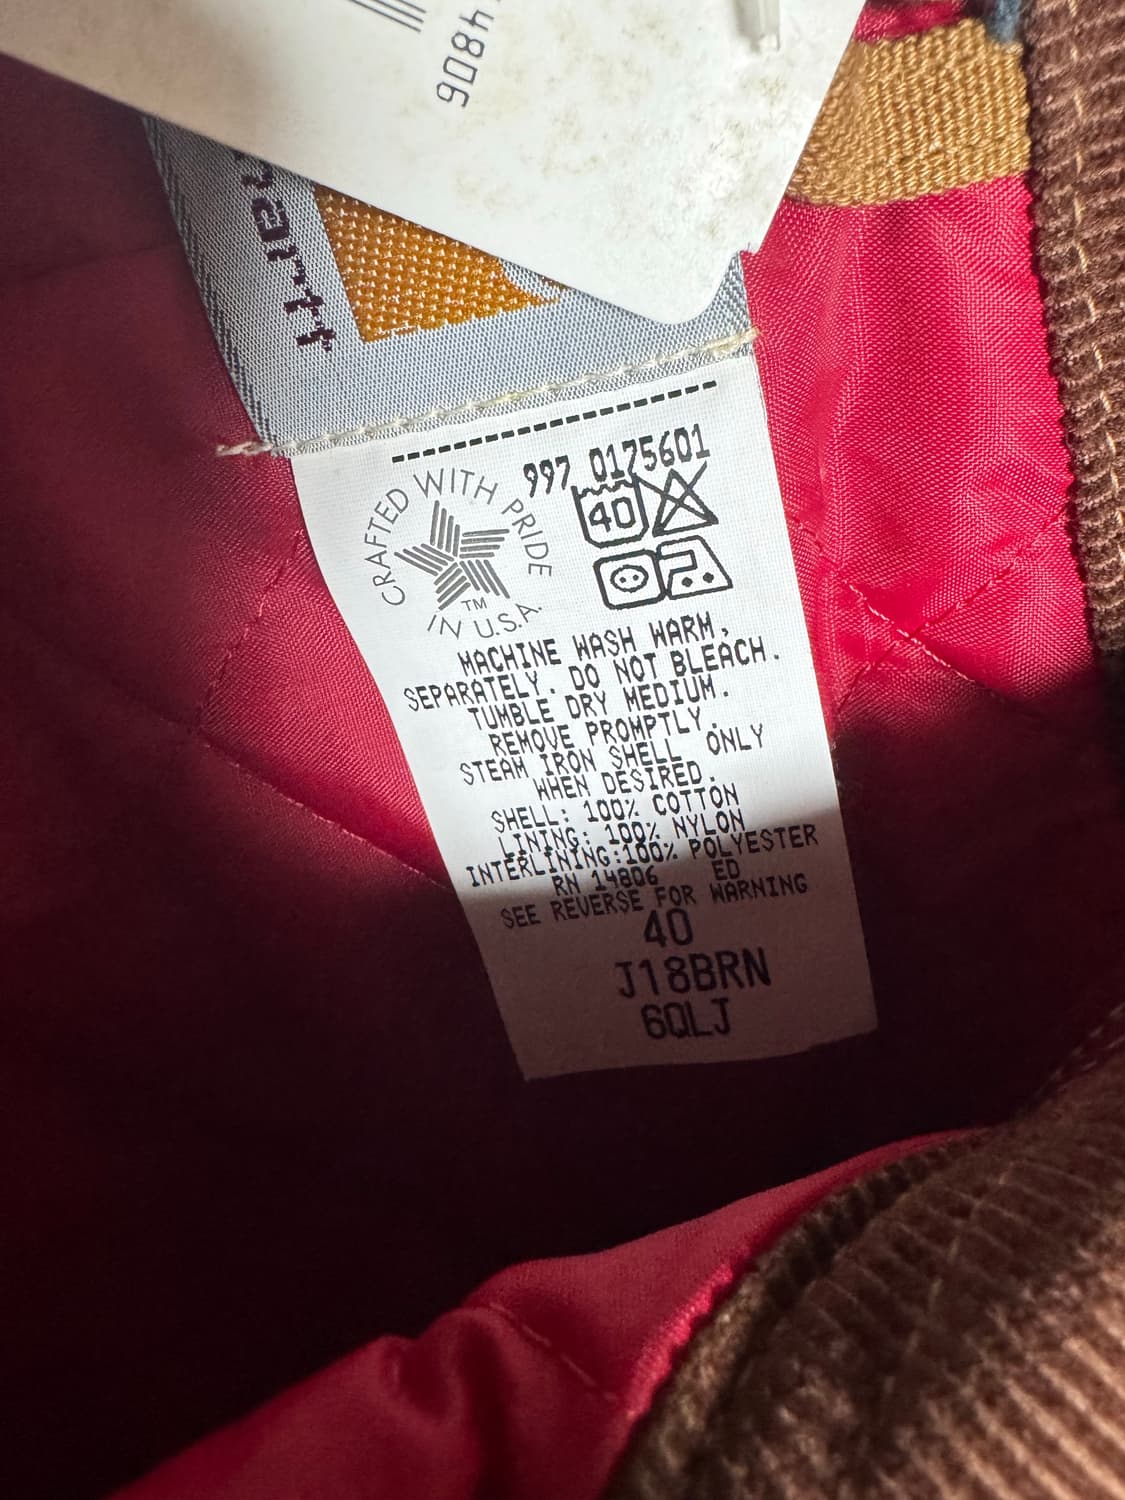 4806
997 0175601
CRAFTED WITH PRIDE
IN U.S.A.
TM
40
MACHINE WASH WARM,
SEPARATELY. DO NOT BLEACH.
TUMBLE DRY MEDIUM.
REMOVE PROMPTLY.
STEAM IRON SHELL ONLY
WHEN DESIRED.
SHELL: 100% COTTON
LINING: 100% NYLON
INTERLINING:100% POLYESTER
RN 14806 ED
SEE REVERSE FOR WARNING
40
J18BRN
6QLJ